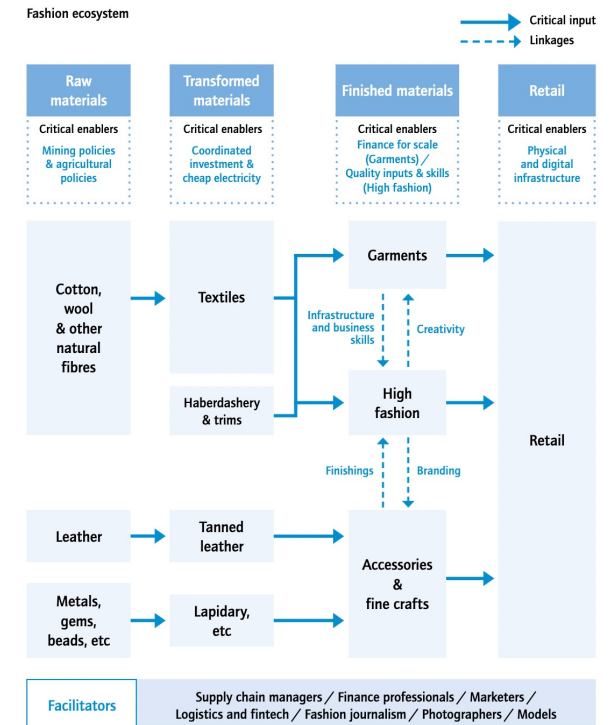 Fashion ecosystem
Critical input
Linkages
Raw
materials
Transformed
materials
Finished materials
Retail
Critical enablers
Mining policies
& agricultural
policies
Critical enablers
Coordinated
investment &
cheap electricity
Critical enablers
Finance for scale
(Garments) /
Quality inputs & skills
(High fashion)
Critical enablers
Physical
and digital
infrastructure
Cotton,
wool
& other
natural
fibres
Textiles
Haberdashery
& trims
Garments
Infrastructure
and business
skills
Creativity
High
fashion
Retail
Finishings
Branding
Leather
Tanned
leather
Accessories
&
fine crafts
Metals,
gems,
beads, etc
Lapidary,
etc
Facilitators
Supply chain managers / Finance professionals / Marketers /
Logistics and fintech / Fashion journalism / Photographers / Models